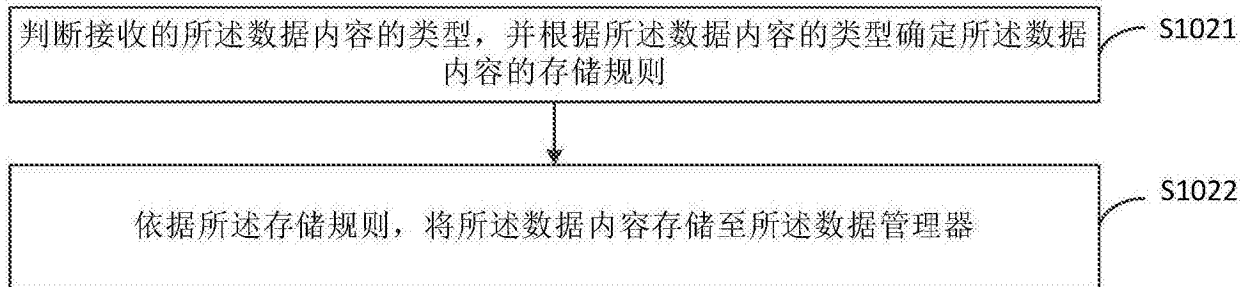 判断接收的所述数据内容的类型，并根据所述数据内容的类型确定所述数据
内容的存储规则
S1021
依据所述存储规则，将所述数据内容存储至所述数据管理器
S1022